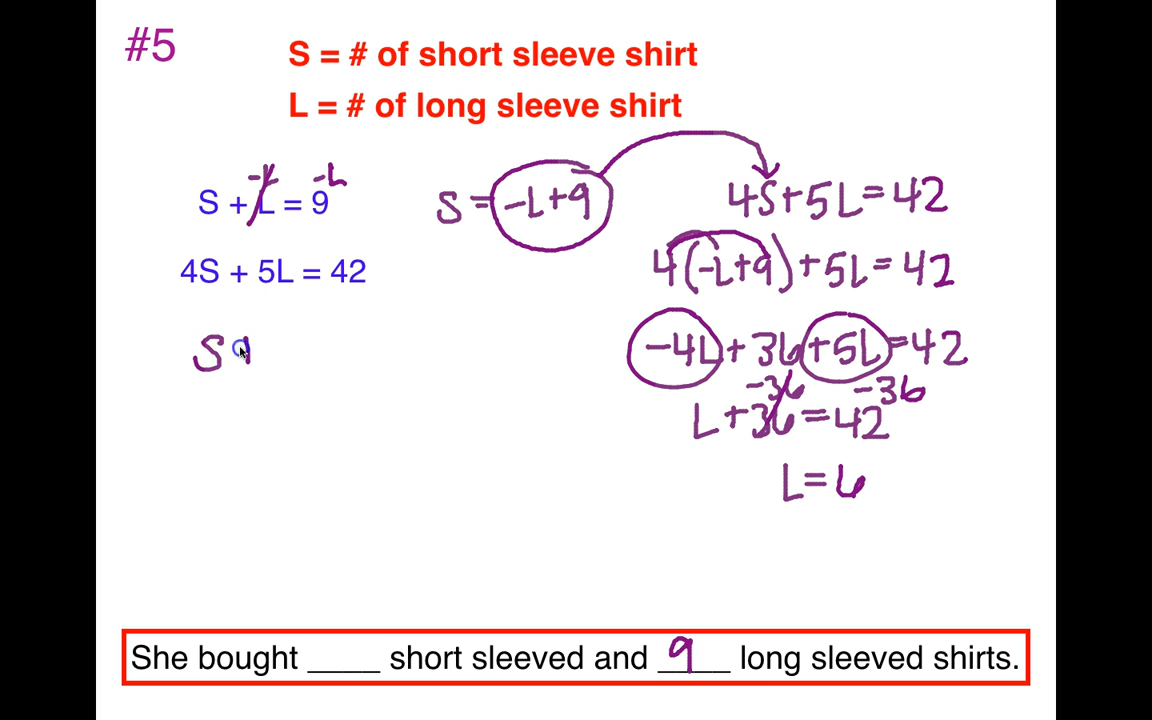 #5
S = # of short sleeve shirt
L = # of long sleeve shirt
-L -L
S + L = 9
S = -L+9
4S+5L=42
4S + 5L = 42
4(-L+9)+5L=42
S
-4L+36+5L=42
-36 -36
L+36=42
L=6
She bought ____ short sleeved and 9 long sleeved shirts.